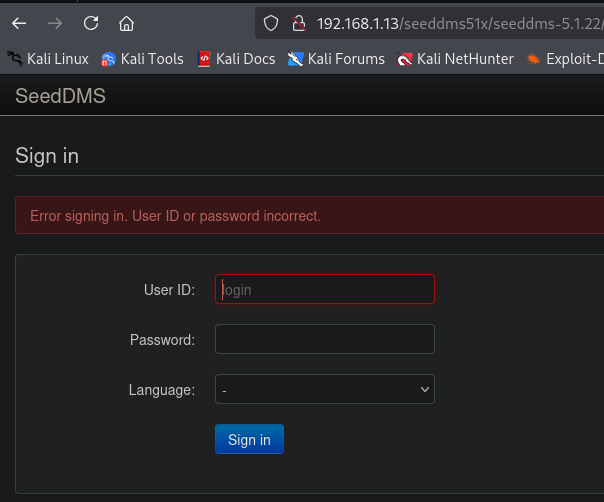 192.168.1.13/seeddms51x/seeddms-5.1.22/
Kali Linux Kali Tools Kali Docs Kali Forums Kali NetHunter Exploit-D
SeedDMS
Sign in
Error signing in. User ID or password incorrect.
User ID: login
Password:
Language: -
Sign in